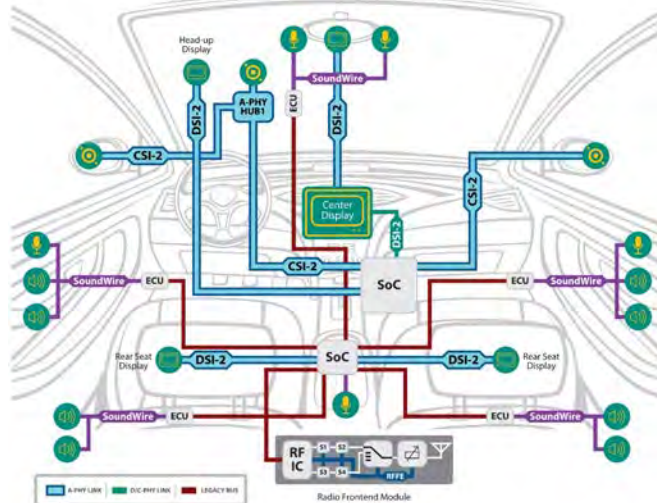 Head-up
Display
SoundWire
A-PHY
HUB1
ECU
DSI-2
DSI-2
CSI-2
CSI-2
Center
Display
DSI-2
CSI-2
SoC
SoundWire
ECU
ECU
SoundWire
SoC
Rear Seat
Display
DSI-2
DSI-2
Rear Seat
Display
SoundWire
ECU
ECU
SoundWire
RF
IC
S1
S2
S3
S4
RFFE
A-PHY LINK
D/C-PHY LINK
LEGACY BUS
Radio Frontend Module